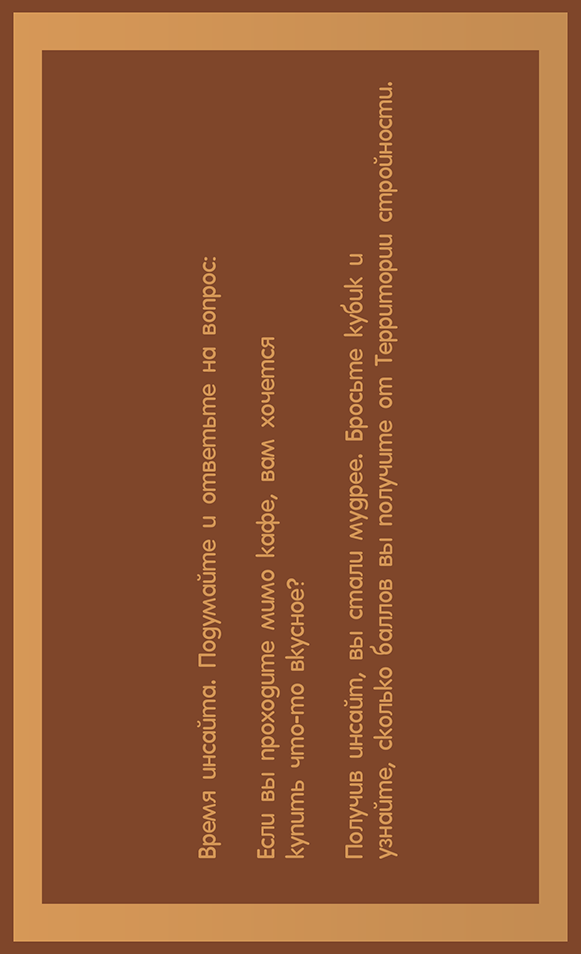 Время инсайта. Подумайте и ответьте на вопрос:
Если вы проходите мимо кафе, вам хочется
купить что-то вкусное?
Получив инсайт, вы стали мудрее. Бросьте кубик и
узнайте, сколько баллов вы получите от Территории стройности.